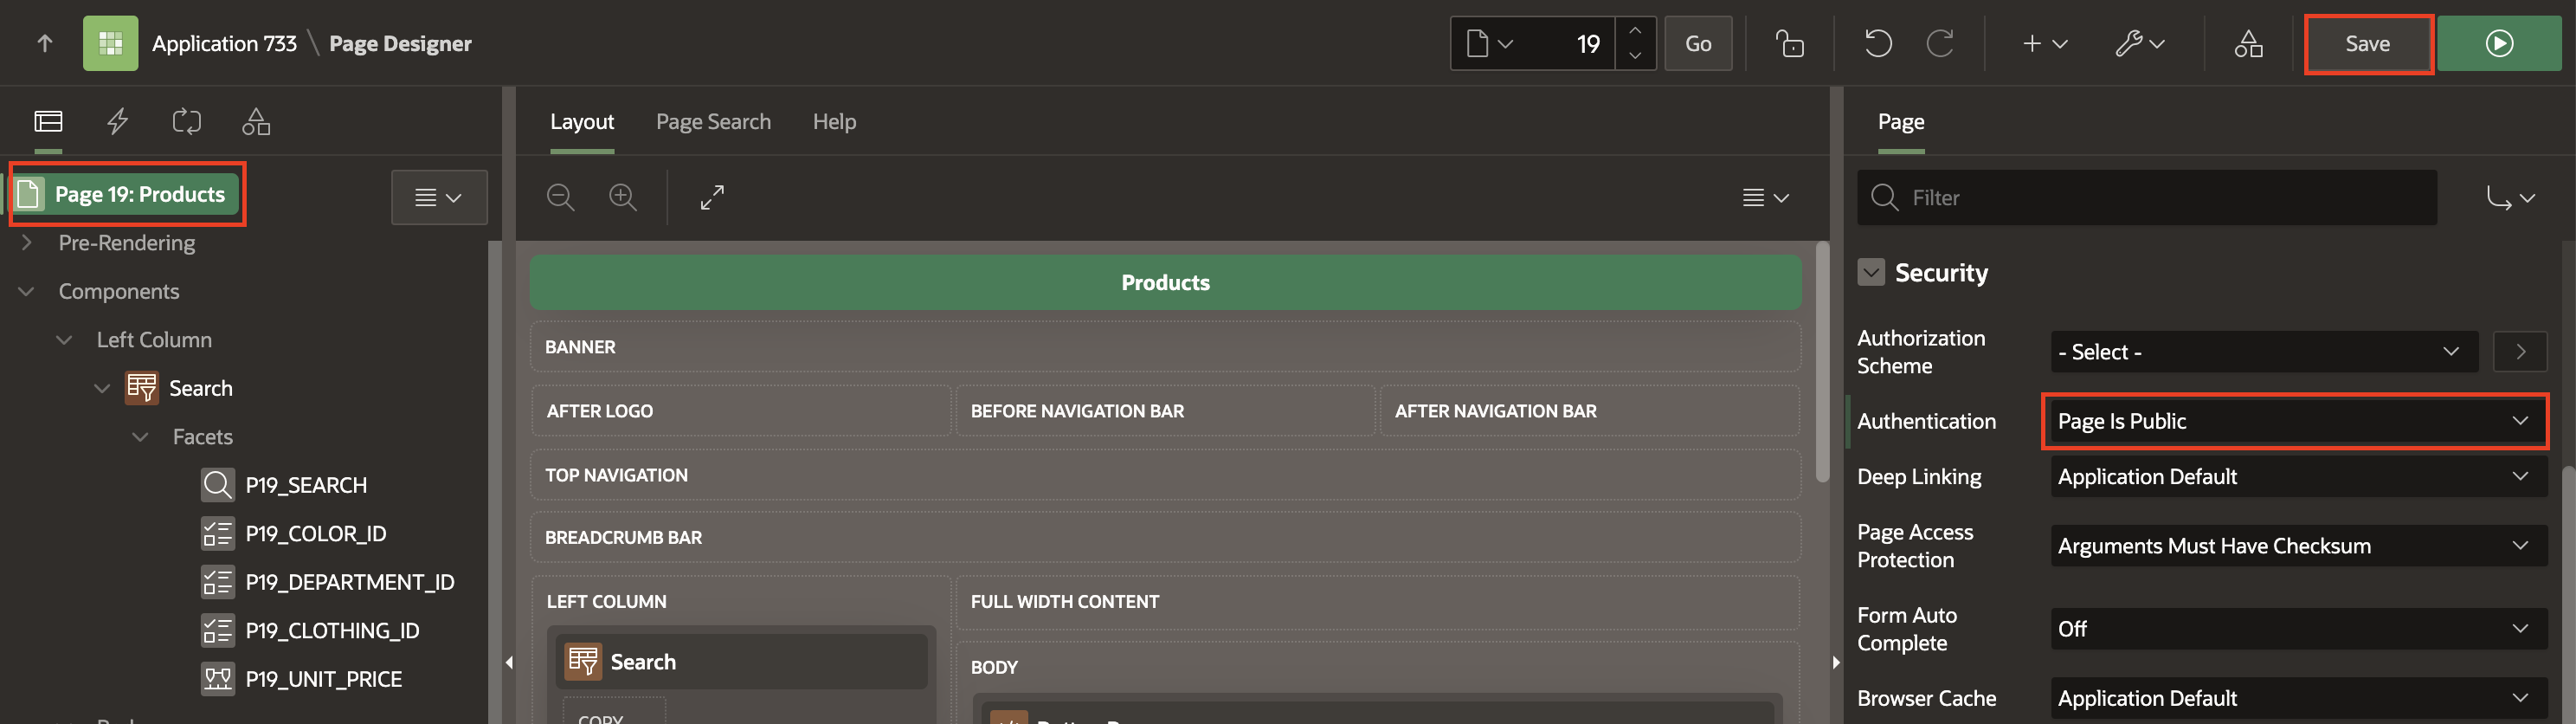 Application 733 \ Page Designer
19
Go
Save
Page 19: Products
Pre-Rendering
Components
Left Column
Search
Facets
P19_SEARCH
P19_COLOR_ID
P19_DEPARTMENT_ID
P19_CLOTHING_ID
P19_UNIT_PRICE
Layout Page Search Help
Products
BANNER
AFTER LOGO BEFORE NAVIGATION BAR AFTER NAVIGATION BAR
TOP NAVIGATION
BREADCRUMB BAR
LEFT COLUMN FULL WIDTH CONTENT
Search
BODY
COPY
Page
Filter
Security
Authorization
Scheme
- Select -
Authentication Page Is Public
Deep Linking Application Default
Page Access
Protection
Arguments Must Have Checksum
Form Auto
Complete
Off
Browser Cache Application Default